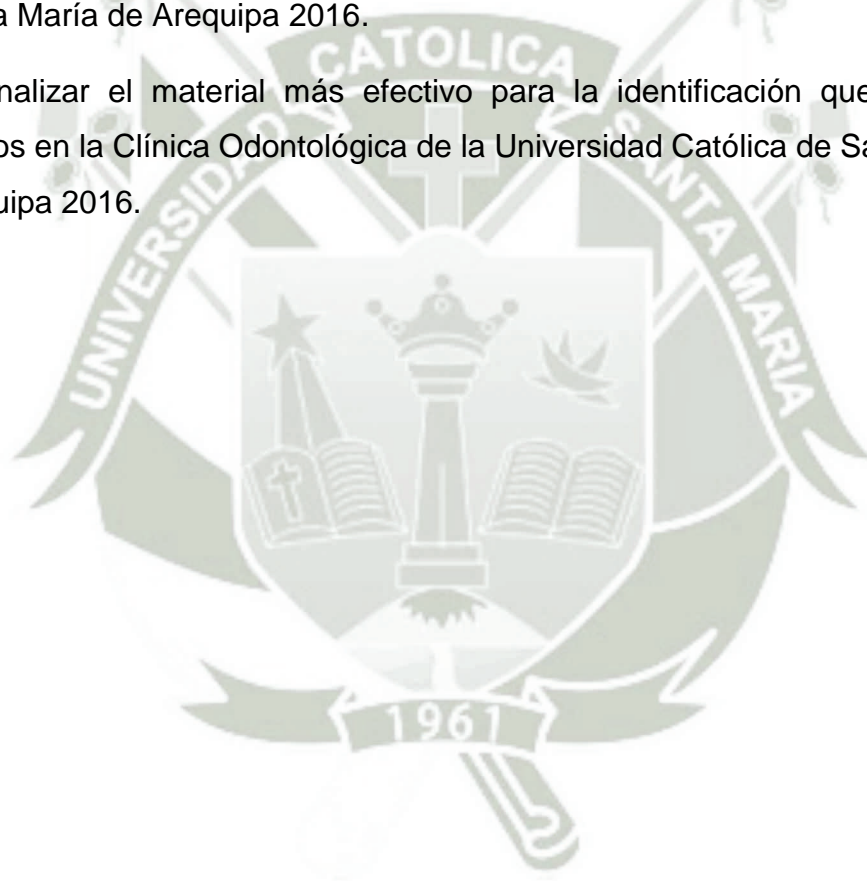 a María de Arequipa 2016.
nalizar el material más efectivo para la identificación que
os en la Clínica Odontológica de la Universidad Católica de Sa
uipa 2016.
UNIVERSIDAD CATOLICA SANTA MARIA
1961